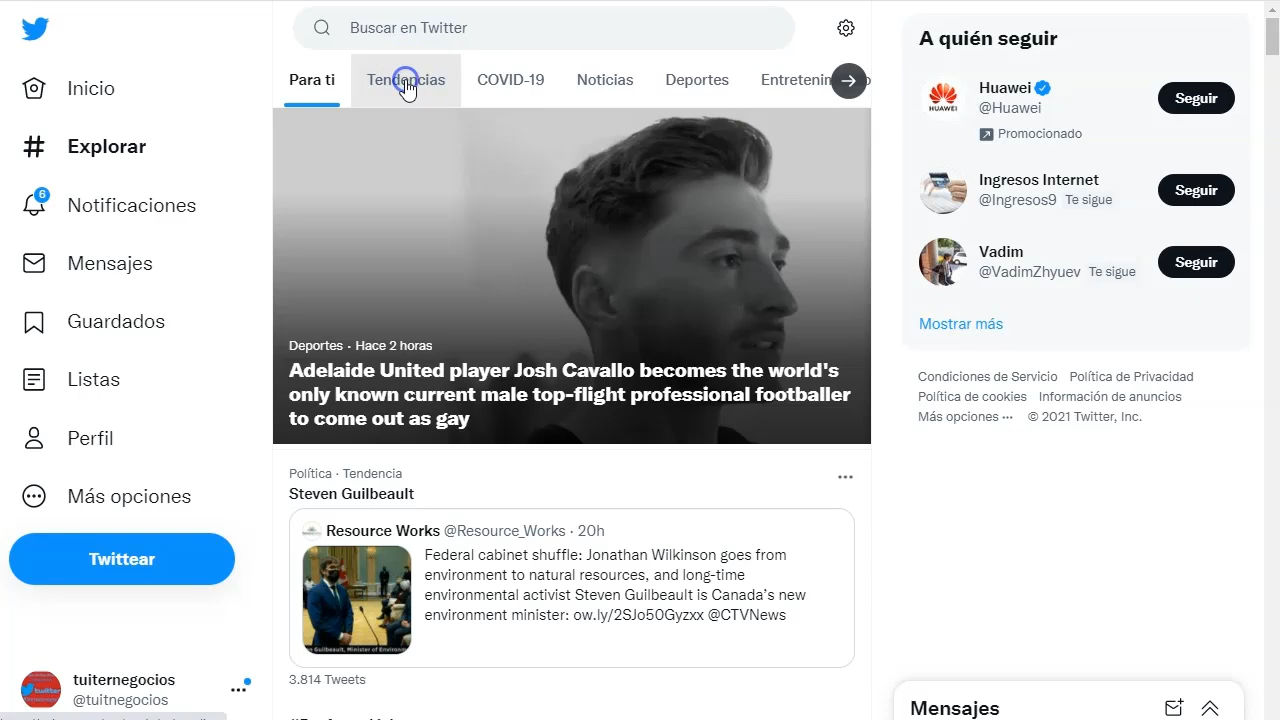 Buscar en Twitter
Para ti
Tendencias
COVID-19
Noticias
Deportes
Inicio
Explorar
6
Notificaciones
Mensajes
Guardados
Listas
Perfil
Más opciones
Twittear
tuiternegocios
@tuitnegocios
Deportes · Hace 2 horas
Adelaide United player Josh Cavallo becomes the world's
only known current male top-flight professional footballer
to come out as gay
Política · Tendencia
Steven Guilbeault
Resource Works @Resource_Works · 20h
Federal cabinet shuffle: Jonathan Wilkinson goes from
environment to natural resources, and long-time
environmental activist Steven Guilbeault is Canada's new
environment minister: ow.ly/2SJo50Gyzxx @CTVNews
3.814 Tweets
A quién seguir
HUAWEI
Huawei
@Huawei
Promocionado
Seguir
Ingresos Internet
@Ingresos9 Te sigue
Seguir
Vadim
@VadimZhyuev Te sigue
Seguir
Mostrar más
Condiciones de Servicio Política de Privacidad
Política de cookies Información de anuncios
Más opciones ··· © 2021 Twitter, Inc.
Mensajes